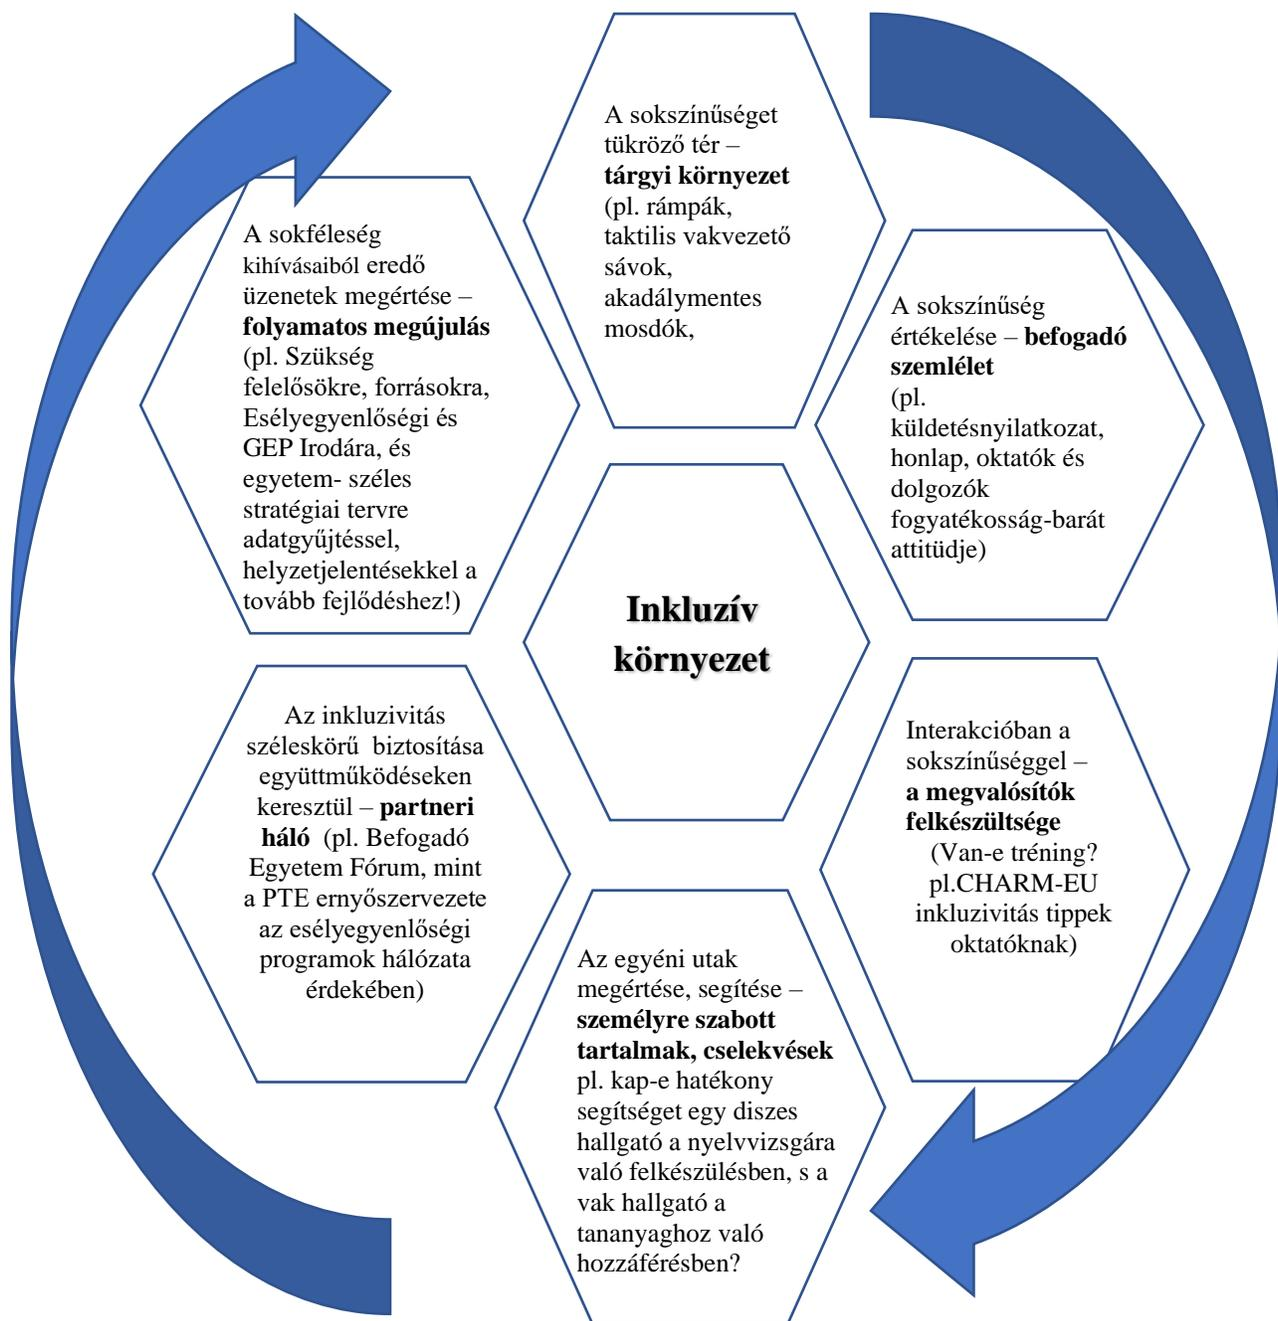 A sokszínűséget
tükröző tér –
tárgyi környezet
(pl. rámpák,
taktilis vakvezető
sávok,
akadálymentes
mosdók,
A sokszínűség
értékelése – befogadó
szemlélet
(pl.
küldetésnyilatkozat,
honlap, oktatók és
dolgozók
fogyatékosság-barát
attitüdje)
Interakcióban a
sokszínűséggel –
a megvalósítók
felkészültsége
(Van-e tréning?
pl.CHARM-EU
inkluzivitás tippek
oktatóknak)
Az egyéni utak
megértése, segítése –
személyre szabott
tartalmak, cselekvések
pl. kap-e hatékony
segítséget egy diszes
hallgató a nyelvvizsgára
való felkészülésben, s a
vak hallgató a
tananyaghoz való
hozzáférésben?
Az inkluzivitás
széleskörű biztosítása
együttműködéseken
keresztül – partneri
háló (pl. Befogadó
Egyetem Fórum, mint
a PTE ernyőszervezete
az esélyegyenlőségi
programok hálózata
érdekében)
A sokféleség
kihívásaiból eredő
üzenetek megértése –
folyamatos megújulás
(pl. Szükség
felelősökre, forrásokra,
Esélyegyenlőségi és
GEP Irodára, és
egyetem- széles
stratégiai tervre
adatgyűjtéssel,
helyzetjelentésekkel a
tovább fejlődéshez!)
Inkluzív
környezet